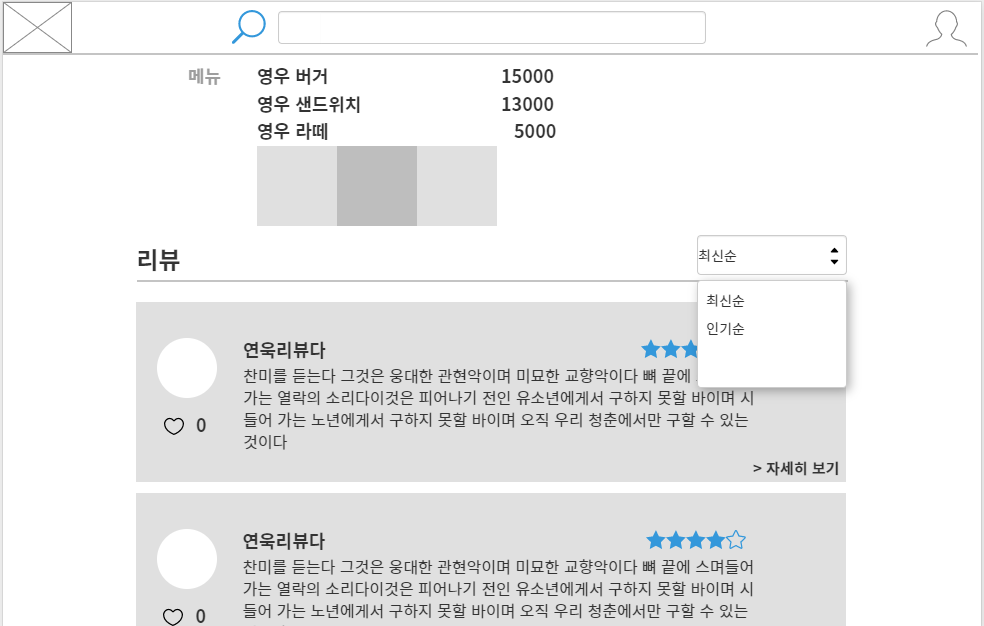 메뉴
영우 버거 15000
영우 샌드위치 13000
영우 라떼 5000
리뷰
최신순
최신순
인기순
연욱리뷰다
찬미를 듣는다 그것은 웅대한 관현악이며 미묘한 교향악이다 뼈 끝에
가는 열락의 소리다이것은 피어나기 전인 유소년에게서 구하지 못할 바이며 시
들어 가는 노년에게서 구하지 못할 바이며 오직 우리 청춘에서만 구할 수 있는
것이다
0
> 자세히 보기
연욱리뷰다
찬미를 듣는다 그것은 웅대한 관현악이며 미묘한 교향악이다 뼈 끝에 스며들어
가는 열락의 소리다이것은 피어나기 전인 유소년에게서 구하지 못할 바이며 시
들어 가는 노년에게서 구하지 못할 바이며 오직 우리 청춘에서만 구할 수 있는
0